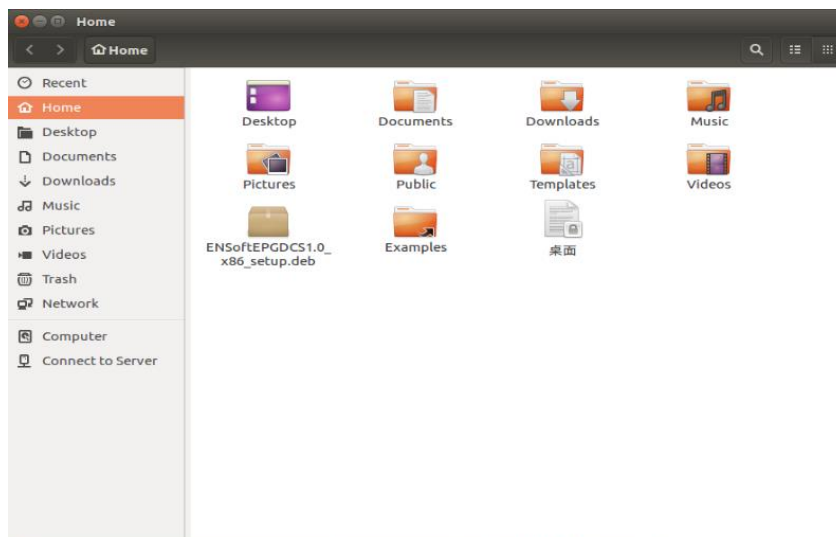 Home
Home
Recent
Home
Desktop
Documents
Downloads
Music
Pictures
Videos
Trash
Network
Computer
Connect to Server
Desktop
Documents
Downloads
Music
Pictures
Public
Templates
Videos
ENSoftEPGDCS1.0_
x86_setup.deb
Examples
桌面